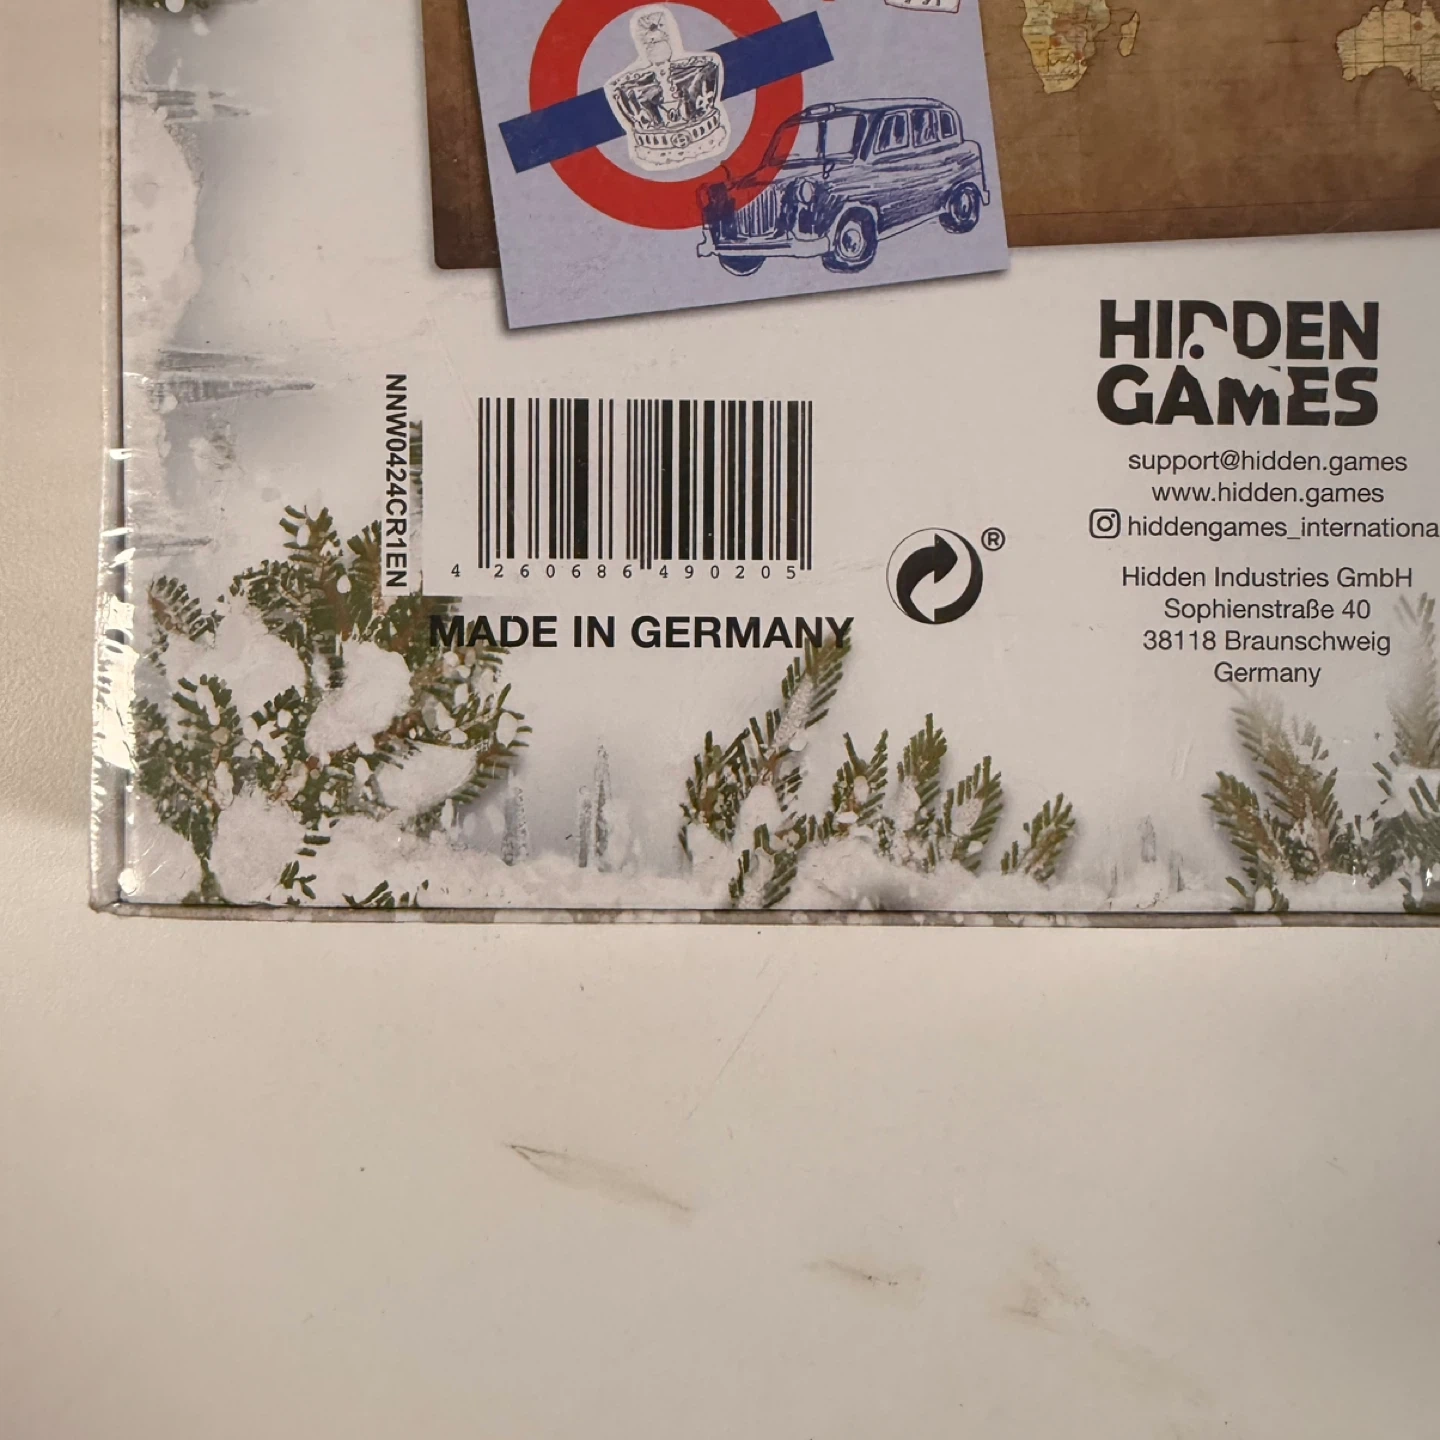 HIDDEN
GAMES
support@hidden.games
www.hidden.games
hiddengames_internationa
Hidden Industries GmbH
Sophienstraße 40
38118 Braunschweig
Germany
NNW0424CR1EN
4 260686 490205
®
MADE IN GERMANY